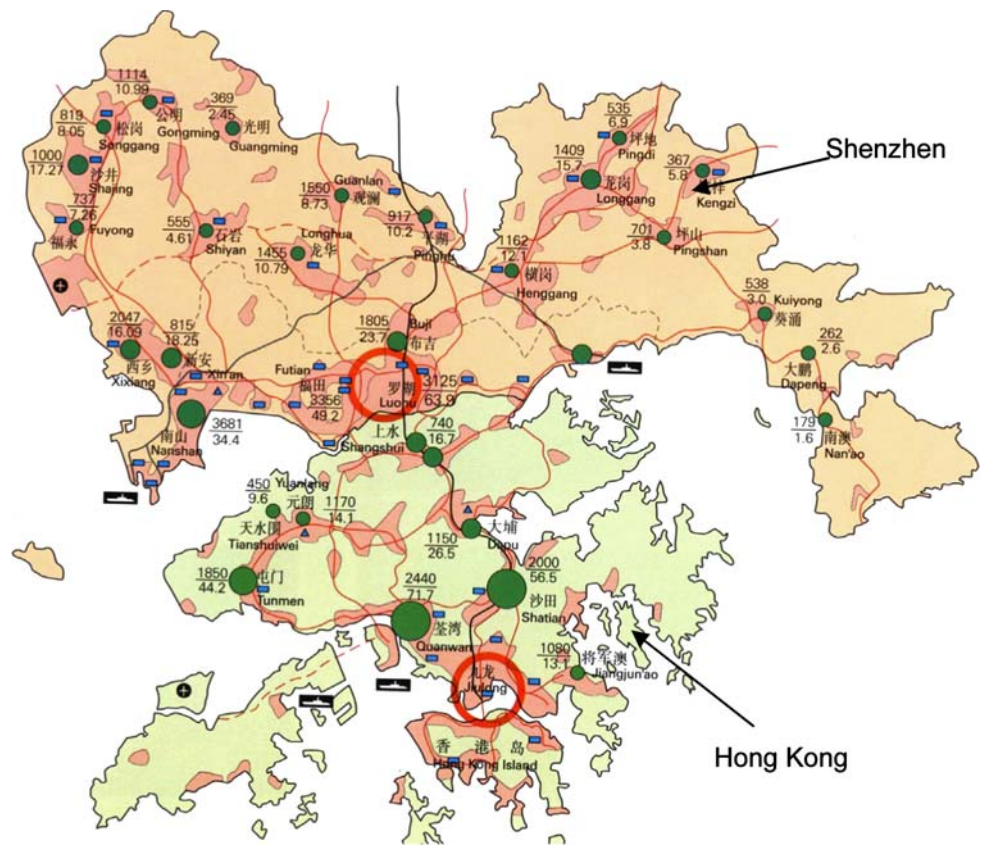 1114
10.99
公明
Gongming
369
2.45
光明
Guangming
819
8.05
松岗
Songgang
1000
17.27
沙井
Shajing
737
7.26
福永
Fuyong
555
4.61
石岩
Shiyan
Guanlan
1550
8.73
观澜
917
10.2
平湖
Pinghu
Longhua
1455
10.79
龙华
535
6.9
坪地
Pingdi
1409
15.7
龙岗
Longgang
367
5.8
梓
Kengzi
Shenzhen
701
3.8
坪山
Pingshan
1162
12.1
横岗
Henggang
538
3.0
Kuiyong
葵涌
262
2.6
大鹏
Dapeng
179
1.6
南澳
Nan'ao
2047
16.09
西乡
Xixiang
815
18.25
新安
Xin'an
1805
23.7
Buji
布吉
Futian
福田
3356
49.2
罗湖
Luohu
3125
63.9
南山
Nanshan
3681
34.4
上水
Shangshui
740
16.7
450
9.6
Yuanlang
元朗
1170
14.1
天水围
Tianshuiwei
1150
26.5
大埔
Dapu
1850
44.2
屯门
Tunmen
2440
71.7
荃湾
Quanwan
2000
56.5
沙田
Shatian
1080
13.1
将军澳
Jiangjun'ao
九龙
Jiulong
香港岛
Hong Kong Island
Hong Kong